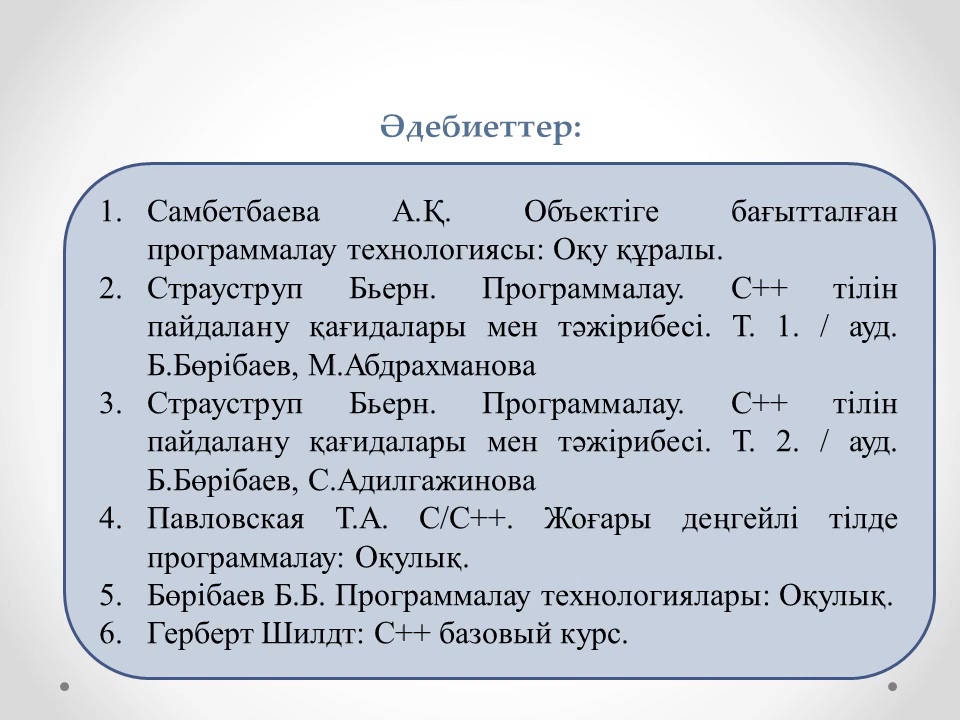 Әдебиеттер:
1. Самбетбаева А.Қ. Объектіге бағытталған
программалау технологиясы: Оқу құралы.
2. Страуструп Бьерн. Программалау. С++ тілін
пайдалану қағидалары мен тәжірибесі. Т. 1. / ауд.
Б.Бөрібаев, М.Абдрахманова
3. Страуструп Бьерн. Программалау. С++ тілін
пайдалану қағидалары мен тәжірибесі. Т. 2. / ауд.
Б.Бөрібаев, С.Адилгажинова
4. Павловская Т.А. С/С++. Жоғары деңгейлі тілде
программалау: Оқулық.
5. Бөрібаев Б.Б. Программалау технологиялары: Оқулық.
6. Герберт Шилдт: С++ базовый курс.